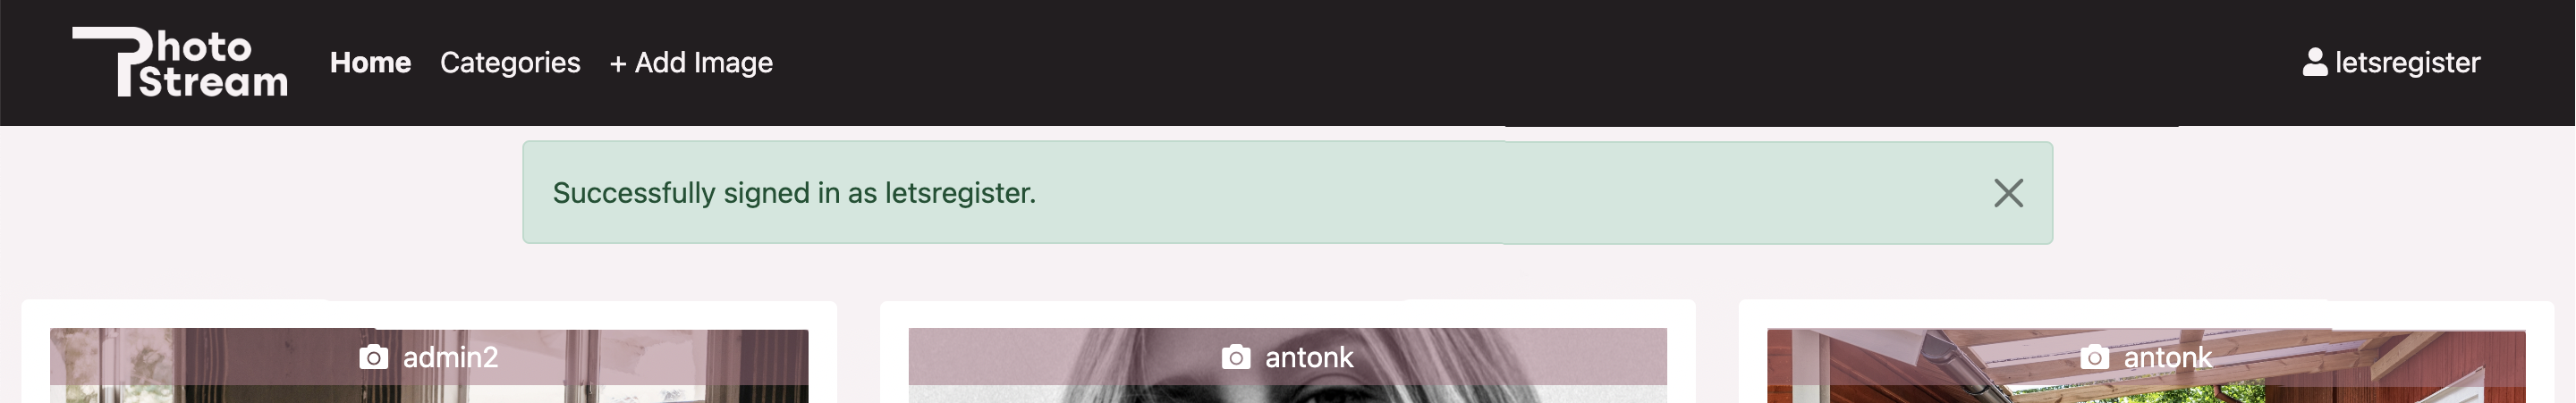 Photo
Stream
Home Categories + Add Image letsregister
Successfully signed in as letsregister.
admin2 antonk antonk